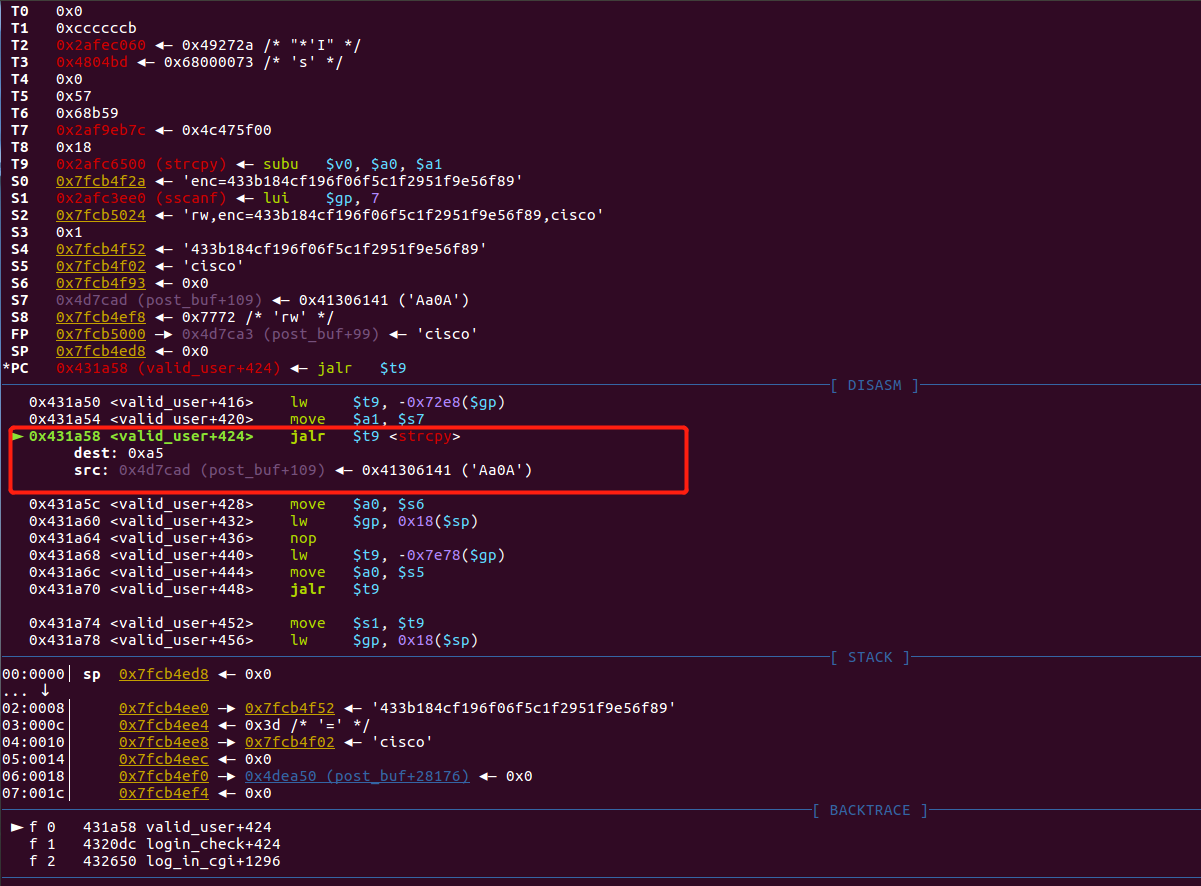 T0 0x0
T1 0xcccccccb
T2 0x2afec060 ◂— 0x49272a /* "*'I" */
T3 0x4804bd ◂— 0x68000073 /* 's' */
T4 0x0
T5 0x57
T6 0x68b59
T7 0x2af9eb7c ◂— 0x4c475f00
T8 0x18
T9 0x2afc6500 (strcpy) ◂— subu $v0, $a0, $a1
S0 0x7fcb4f2a ◂— 'enc=433b184cf196f06f5c1f2951f9e56f89'
S1 0x2afc3ee0 (sscanf) ◂— lui $gp, 7
S2 0x7fcb5024 ◂— 'rw,enc=433b184cf196f06f5c1f2951f9e56f89,cisco'
S3 0x1
S4 0x7fcb4f52 ◂— '433b184cf196f06f5c1f2951f9e56f89'
S5 0x7fcb4f02 ◂— 'cisco'
S6 0x7fcb4f93 ◂— 0x0
S7 0x4d7cad (post_buf+109) ◂— 0x41306141 ('Aa0A')
S8 0x7fcb4ef8 ◂— 0x7772 /* 'rw' */
FP 0x7fcb5000 —▸ 0x4d7ca3 (post_buf+99) ◂— 'cisco'
SP 0x7fcb4ed8 ◂— 0x0
*PC 0x431a58 (valid_user+424) ◂— jalr $t9
[ DISASM ]
0x431a50 <valid_user+416> lw $t9, -0x72e8($gp)
0x431a54 <valid_user+420> move $a1, $s7
► 0x431a58 <valid_user+424> jalr $t9 <strcpy>
dest: 0xa5
src: 0x4d7cad (post_buf+109) ◂— 0x41306141 ('Aa0A')
0x431a5c <valid_user+428> move $a0, $s6
0x431a60 <valid_user+432> lw $gp, 0x18($sp)
0x431a64 <valid_user+436> nop
0x431a68 <valid_user+440> lw $t9, -0x7e78($gp)
0x431a6c <valid_user+444> move $a0, $s5
0x431a70 <valid_user+448> jalr $t9
0x431a74 <valid_user+452> move $s1, $t9
0x431a78 <valid_user+456> lw $gp, 0x18($sp)
[ STACK ]
00:0000│ sp 0x7fcb4ed8 ◂— 0x0
... ↓
02:0008│ 0x7fcb4ee0 —▸ 0x7fcb4f52 ◂— '433b184cf196f06f5c1f2951f9e56f89'
03:000c│ 0x7fcb4ee4 ◂— 0x3d /* '=' */
04:0010│ 0x7fcb4ee8 —▸ 0x7fcb4f02 ◂— 'cisco'
05:0014│ 0x7fcb4eec ◂— 0x0
06:0018│ 0x7fcb4ef0 —▸ 0x4dea50 (post_buf+28176) ◂— 0x0
07:001c│ 0x7fcb4ef4 ◂— 0x0
[ BACKTRACE ]
► f 0 431a58 valid_user+424
f 1 4320dc login_check+424
f 2 432650 log_in_cgi+1296